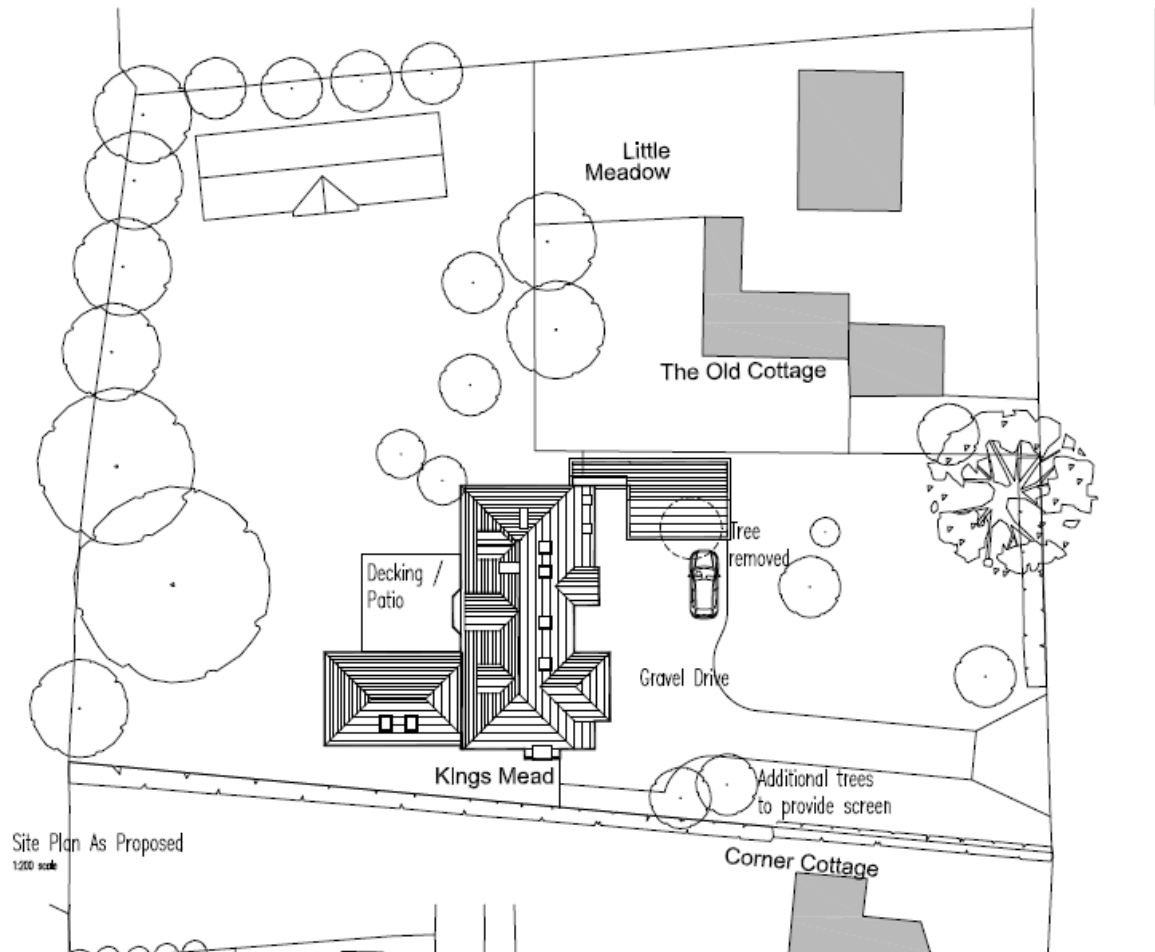 Little
Meadow
The Old Cottage
Tree
removed
Decking /
Patio
Gravel Drive
KIngs Mead
Additional trees
to provide screen
Site Plan As Proposed
1:200 scale
Corner Cottage